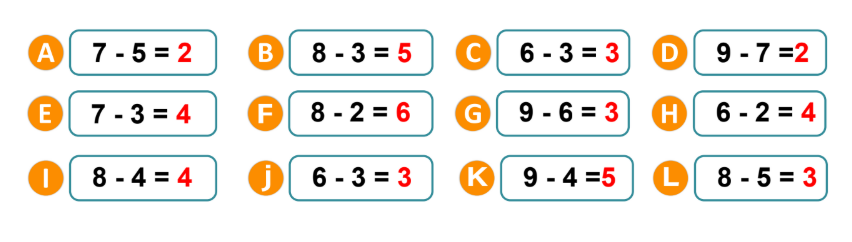 A 7 - 5 = 2 B 8 - 3 = 5 C 6 - 3 = 3 D 9 - 7 =2
E 7 - 3 = 4 F 8 - 2 = 6 G 9 - 6 = 3 H 6 - 2 = 4
I 8 - 4 = 4 j 6 - 3 = 3 K 9 - 4 =5 L 8 - 5 = 3